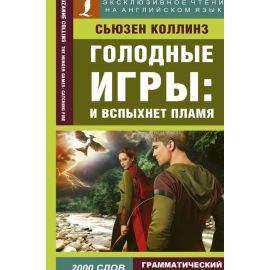 ЭКСКЛЮЗИВНОЕ ЧТЕНИЕ
НА АНГЛИЙСКОМ ЯЗЫКЕ
SUZANNE COLLINS THE HUNGER GAMES: CATCHING FIRE
СЬЮЗЕН КОЛЛИНЗ
ГОЛОДНЫЕ
ИГРЫ:
И ВСПЫХНЕТ ПЛАМЯ
2000 СЛОВ
ГРАММАТИЧЕСКИЙ